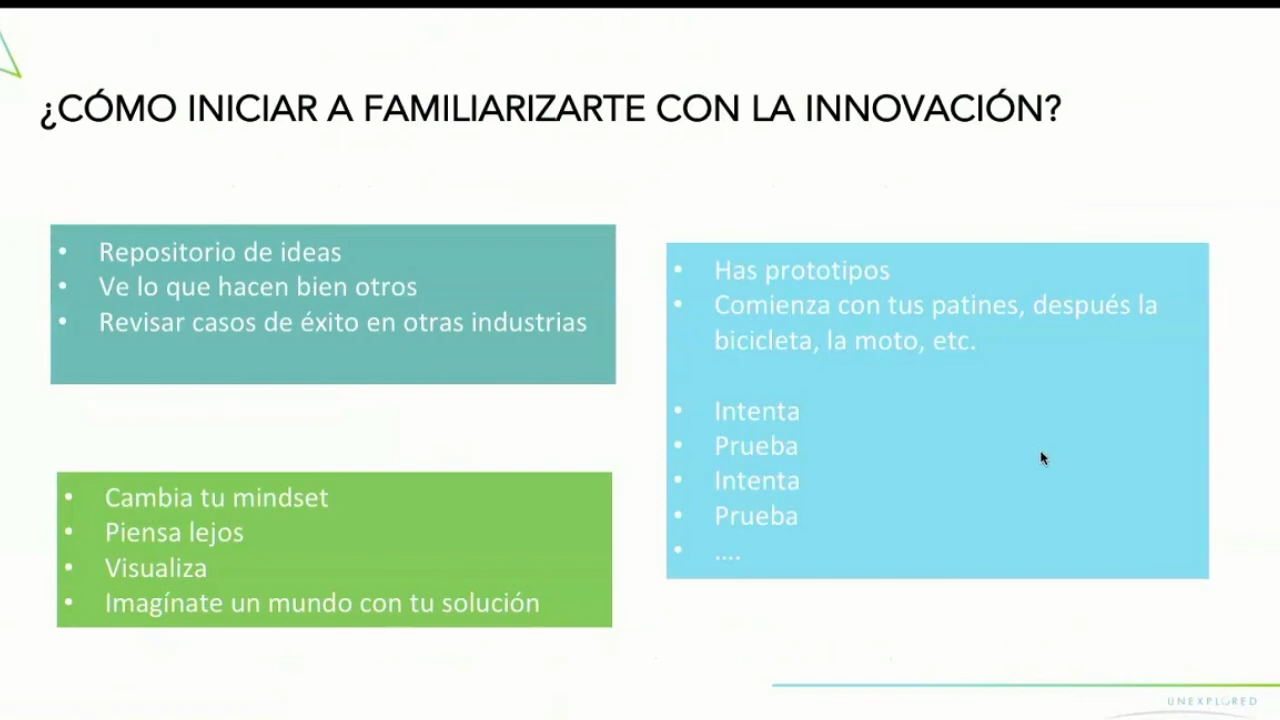 ¿CÓMO INICIAR A FAMILIARIZARTE CON LA INNOVACIÓN?
• Repositorio de ideas
• Ve lo que hacen bien otros
• Revisar casos de éxito en otras industrias
• Cambia tu mindset
• Piensa lejos
• Visualiza
• Imagínate un mundo con tu solución
• Has prototipos
• Comienza con tus patines, después la
bicicleta, la moto, etc.
• Intenta
• Prueba
• Intenta
• Prueba
• ....
UNEXPLORED